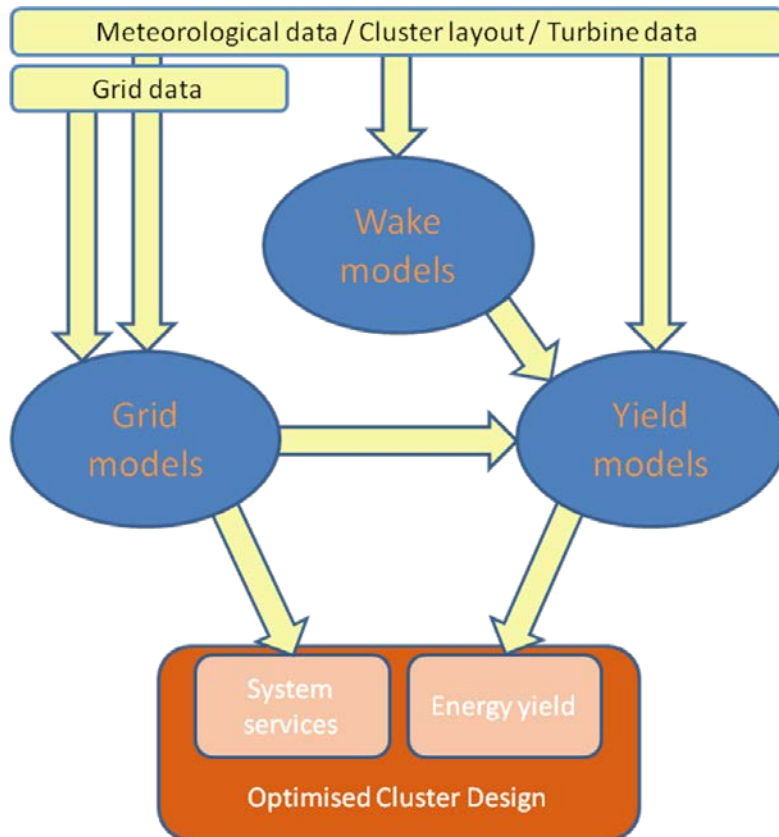 Meteorological data / Cluster layout / Turbine data
Grid data
Wake
models
Grid
models
Yield
models
System
services
Energy yield
Optimised Cluster Design